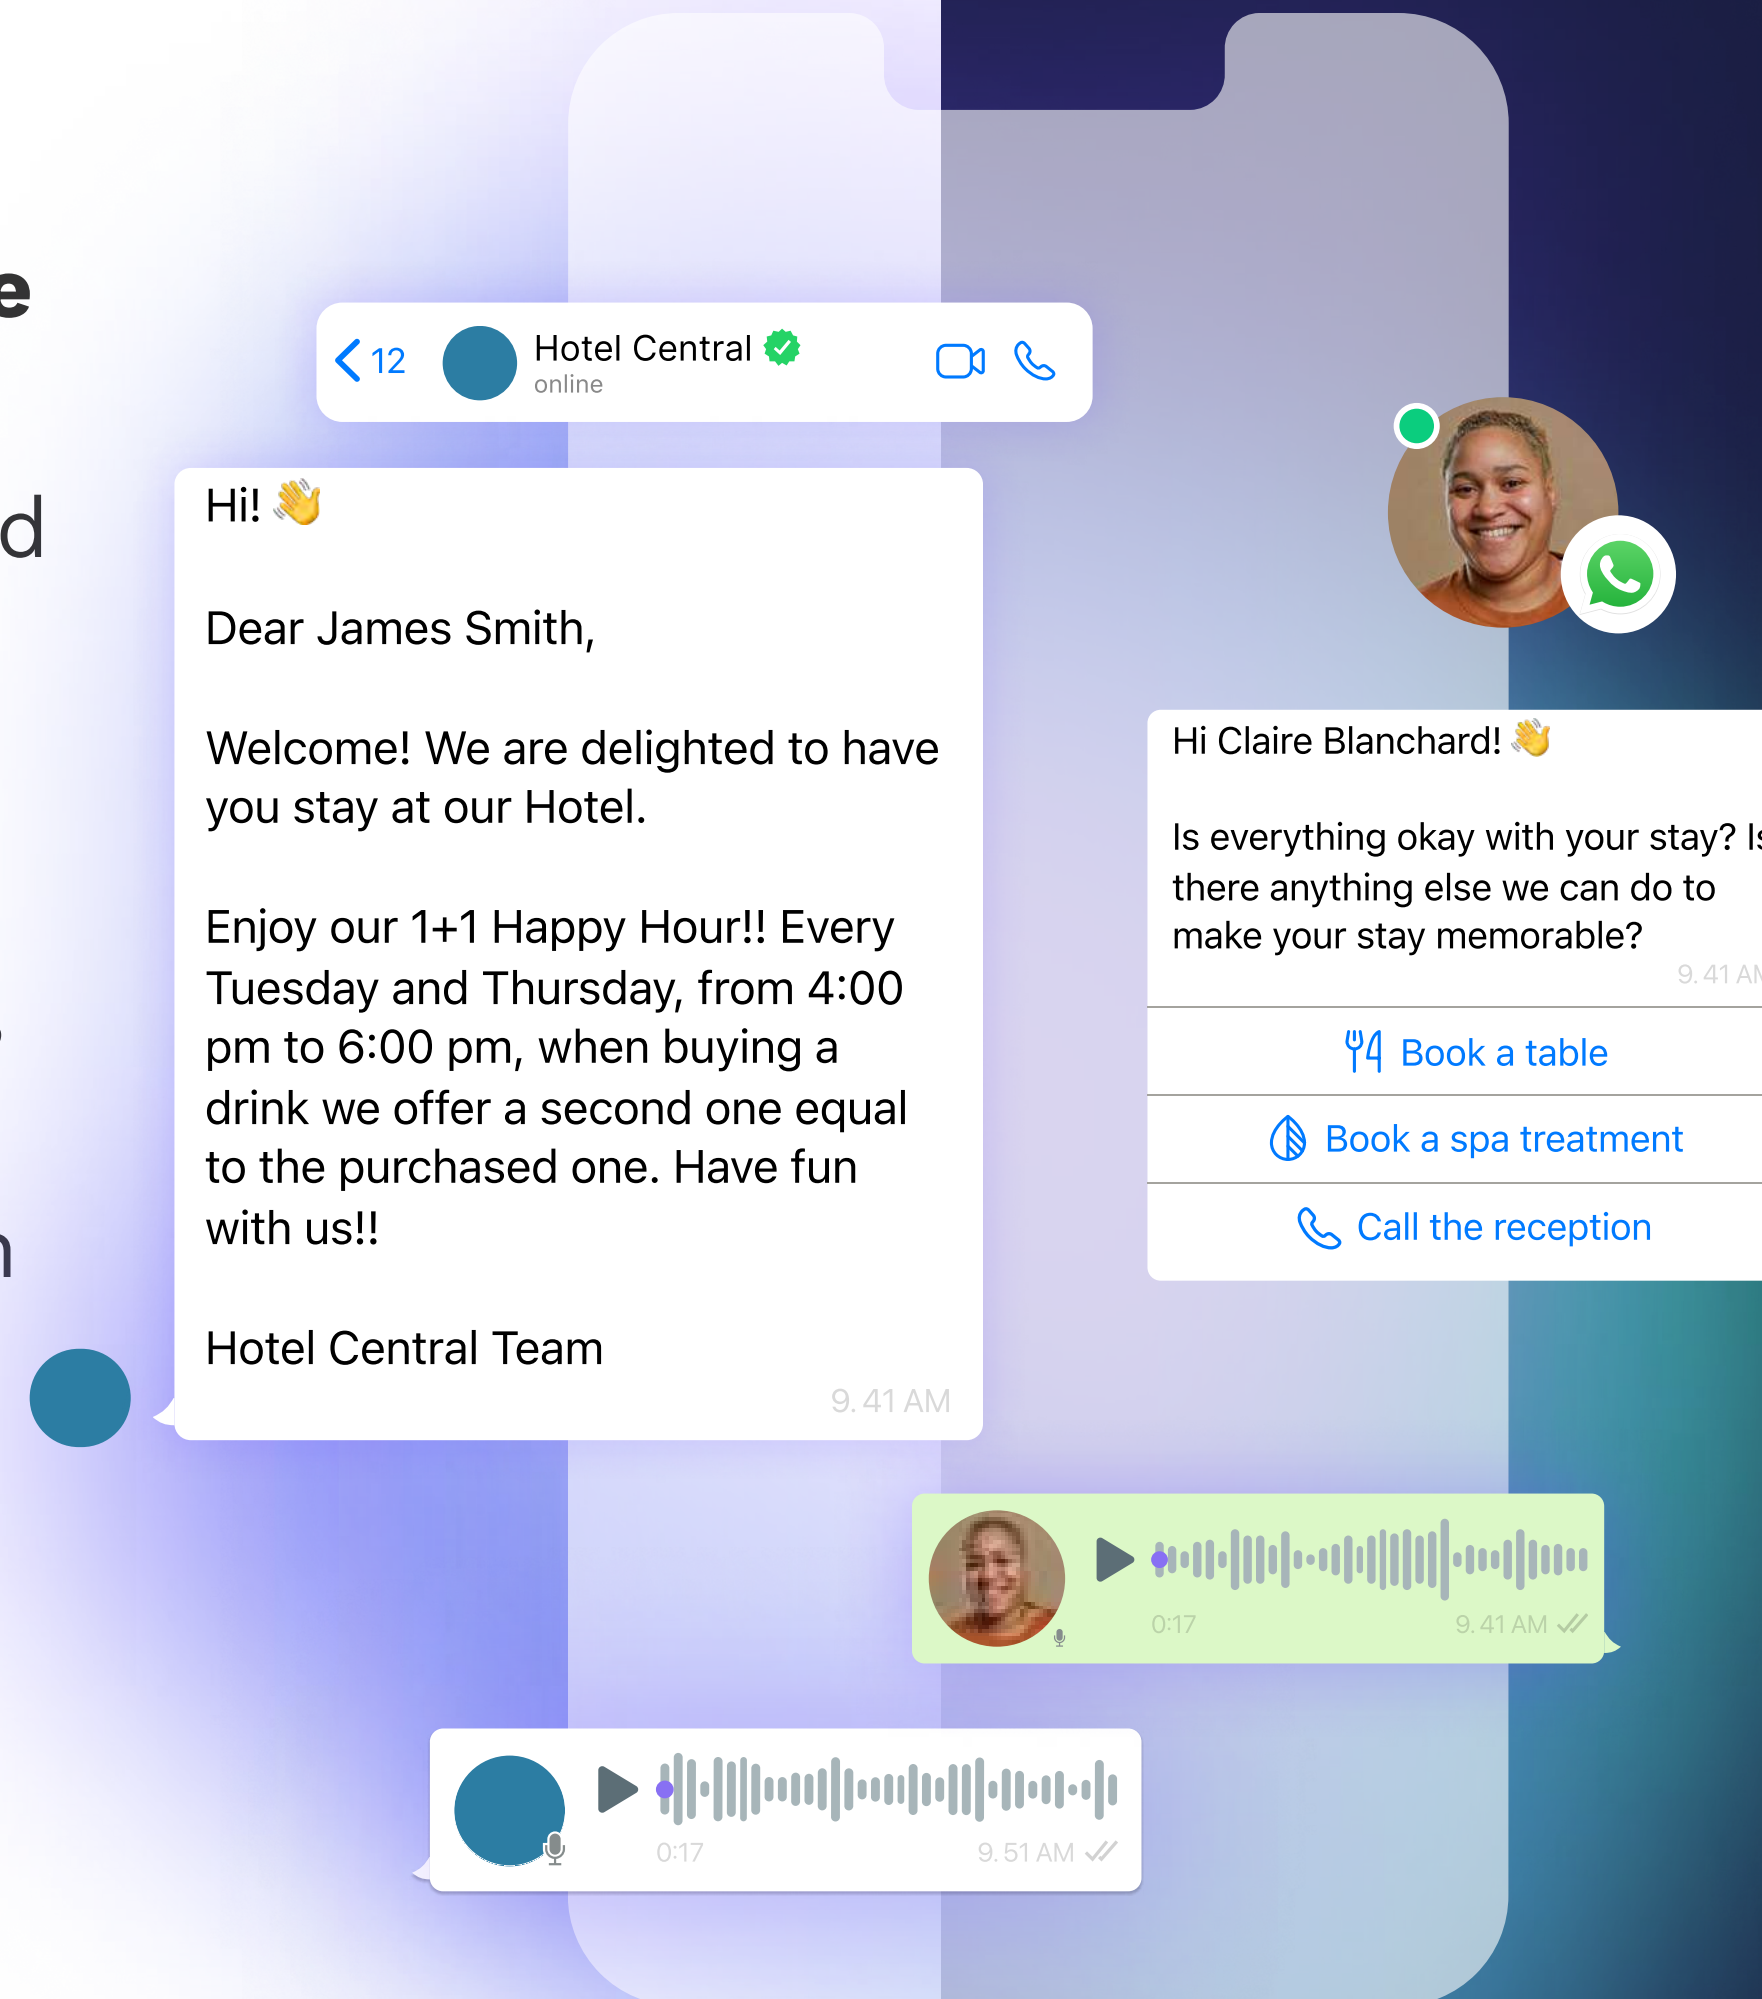 e
d
n
12
Hotel Central
online
Hi! 👋
Dear James Smith,
Welcome! We are delighted to have
you stay at our Hotel.
Enjoy our 1+1 Happy Hour!! Every
Tuesday and Thursday, from 4:00
pm to 6:00 pm, when buying a
drink we offer a second one equal
to the purchased one. Have fun
with us!!
Hotel Central Team
9.41 AM
Hi Claire Blanchard! 👋
Is everything okay with your stay? Is
there anything else we can do to
make your stay memorable?
9.41 AM
Book a table
Book a spa treatment
Call the reception
0:17
9.41 AM
0:17
9.51 AM